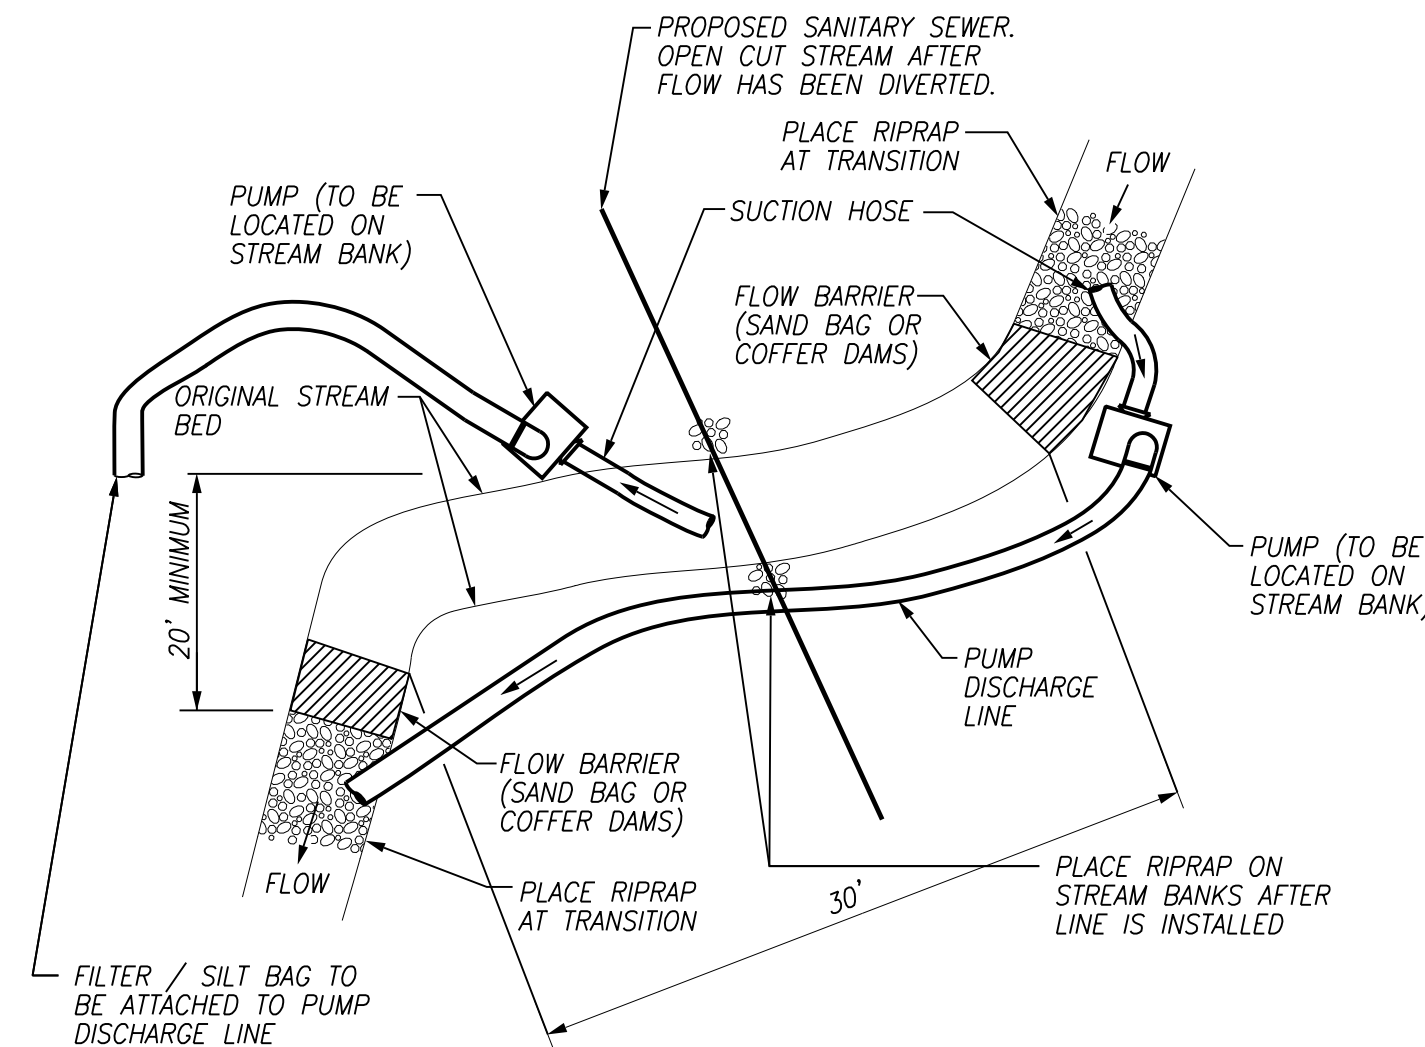 PROPOSED SANITARY SEWER.
OPEN CUT STREAM AFTER
FLOW HAS BEEN DIVERTED.
PLACE RIPRAP
AT TRANSITION
FLOW
PUMP (TO BE
LOCATED ON
STREAM BANK)
SUCTION HOSE
FLOW BARRIER
(SAND BAG OR
COFFER DAMS)
ORIGINAL STREAM
BED
20' MINIMUM
PUMP (TO BE
LOCATED ON
STREAM BANK)
PUMP
DISCHARGE
LINE
FLOW BARRIER
(SAND BAG OR
COFFER DAMS)
FLOW
PLACE RIPRAP
AT TRANSITION
30'
PLACE RIPRAP ON
STREAM BANKS AFTER
LINE IS INSTALLED
FILTER / SILT BAG TO
BE ATTACHED TO PUMP
DISCHARGE LINE